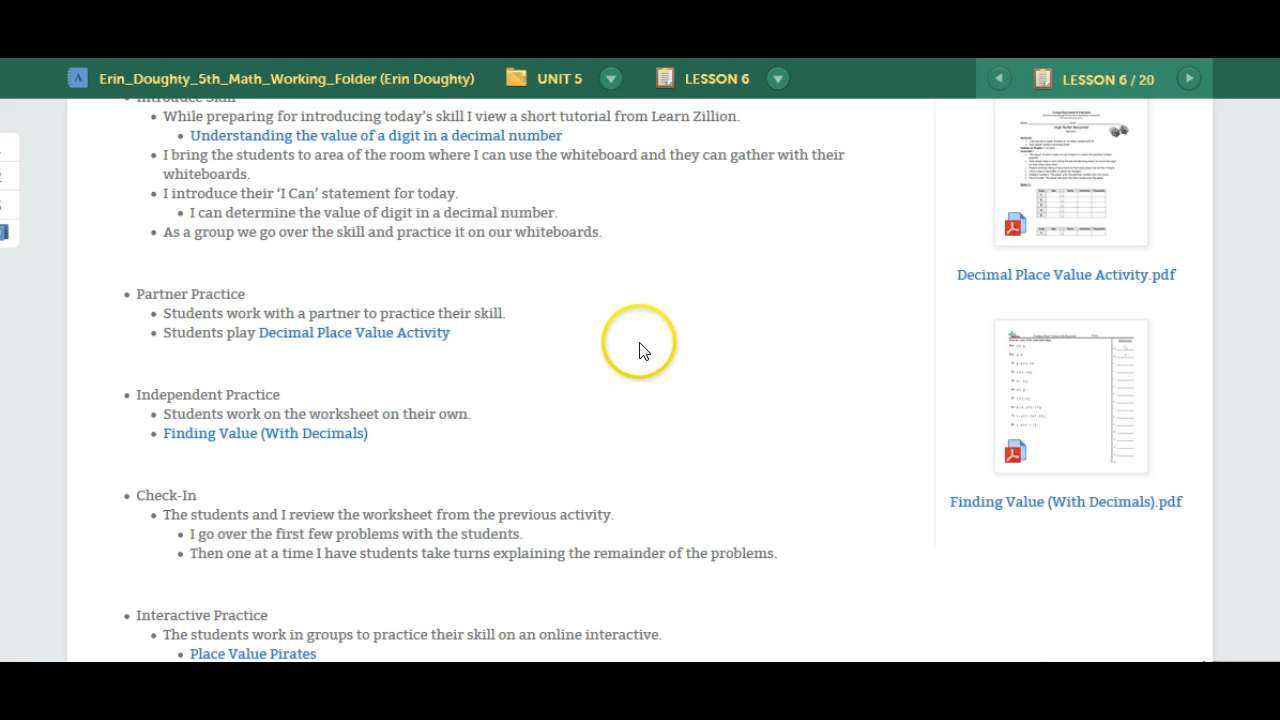 A Erin_Doughty_5th_Math_Working_Folder (Erin Doughty) UNIT 5 LESSON 6 LESSON 6 / 20
Introduce Skill
• While preparing for introducing today's skill I view a short tutorial from Learn Zillion.
• Understanding the value of a digit in a decimal number
• I bring the students to area of the room where I can use the whiteboard and they can gather with their
whiteboards.
• I introduce their 'I Can' statement for today.
• I can determine the value of digit in a decimal number.
• As a group we go over the skill and practice it on our whiteboards.
• Partner Practice
• Students work with a partner to practice their skill.
• Students play Decimal Place Value Activity
• Independent Practice
• Students work on the worksheet on their own.
• Finding Value (With Decimals)
• Check-In
• The students and I review the worksheet from the previous activity.
• I go over the first few problems with the students.
• Then one at a time I have students take turns explaining the remainder of the problems.
• Interactive Practice
• The students work in groups to practice their skill on an online interactive.
• Place Value Pirates
Decimal Place Value Activity.pdf
Finding Value (With Decimals).pdf